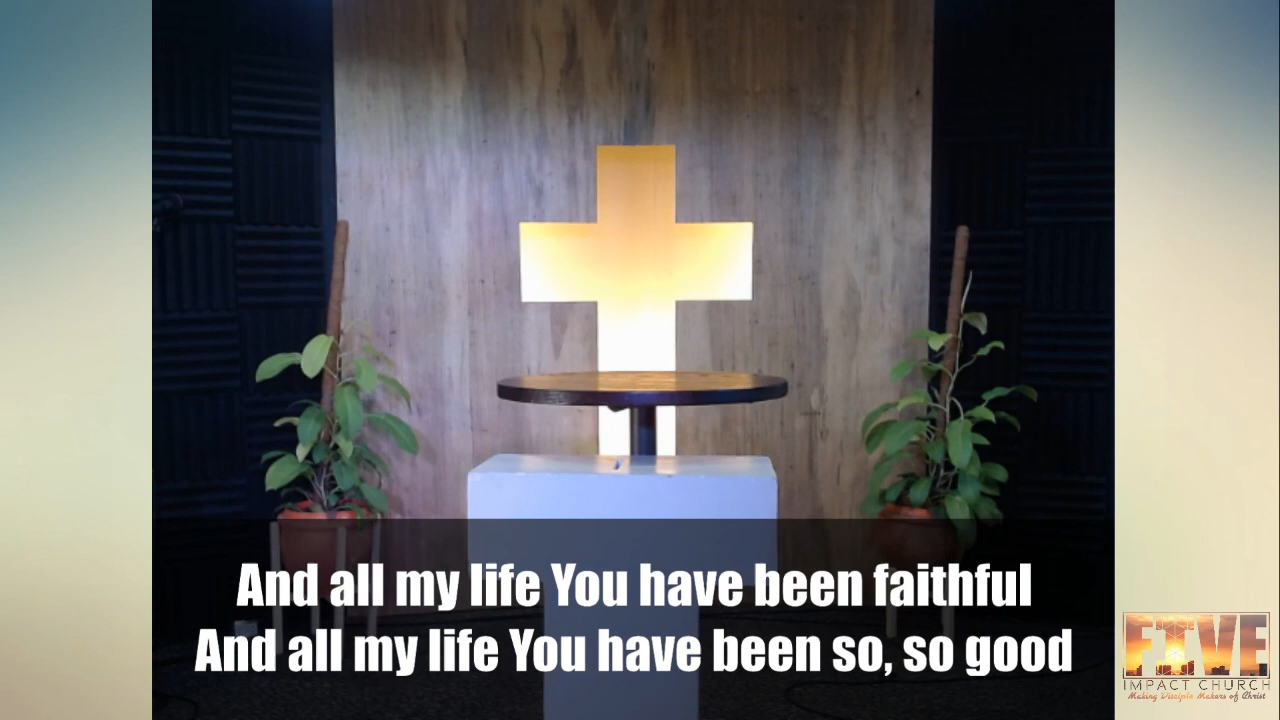 And all my life You have been faithful
And all my life You have been so, so good
FIVE
IMPACT CHURCH
Making Disciple Makers of Christ